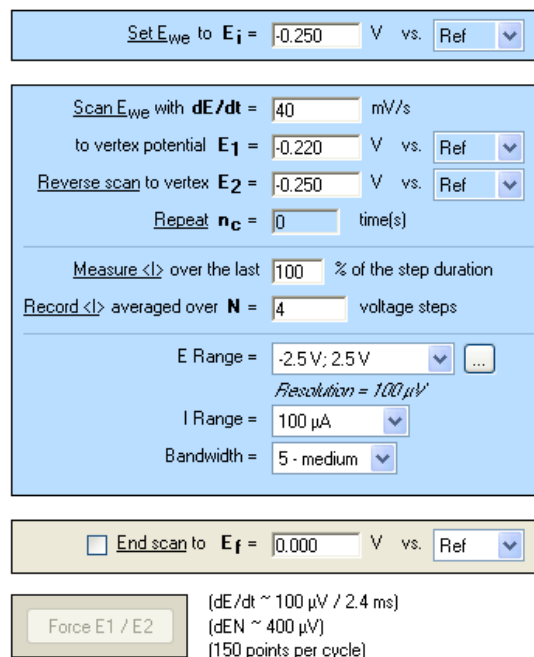 Set Ewe to Ei = -0.250 V vs. Ref
Scan Ewe with dE/dt = 40 mV/s
to vertex potential E1 = -0.220 V vs. Ref
Reverse scan to vertex E2 = -0.250 V vs. Ref
Repeat nc = 0 time(s)
Measure <I> over the last 100 % of the step duration
Record <I> averaged over N = 4 voltage steps
E Range = -2.5 V; 2.5 V ...
Resolution = 100 µV
I Range = 100 µA
Bandwidth = 5 - medium
End scan to Ef = 0.000 V vs. Ref
Force E1 / E2
(dE/dt ~ 100 µV / 2.4 ms)
(dEN ~ 400 µV)
(150 points per cycle)